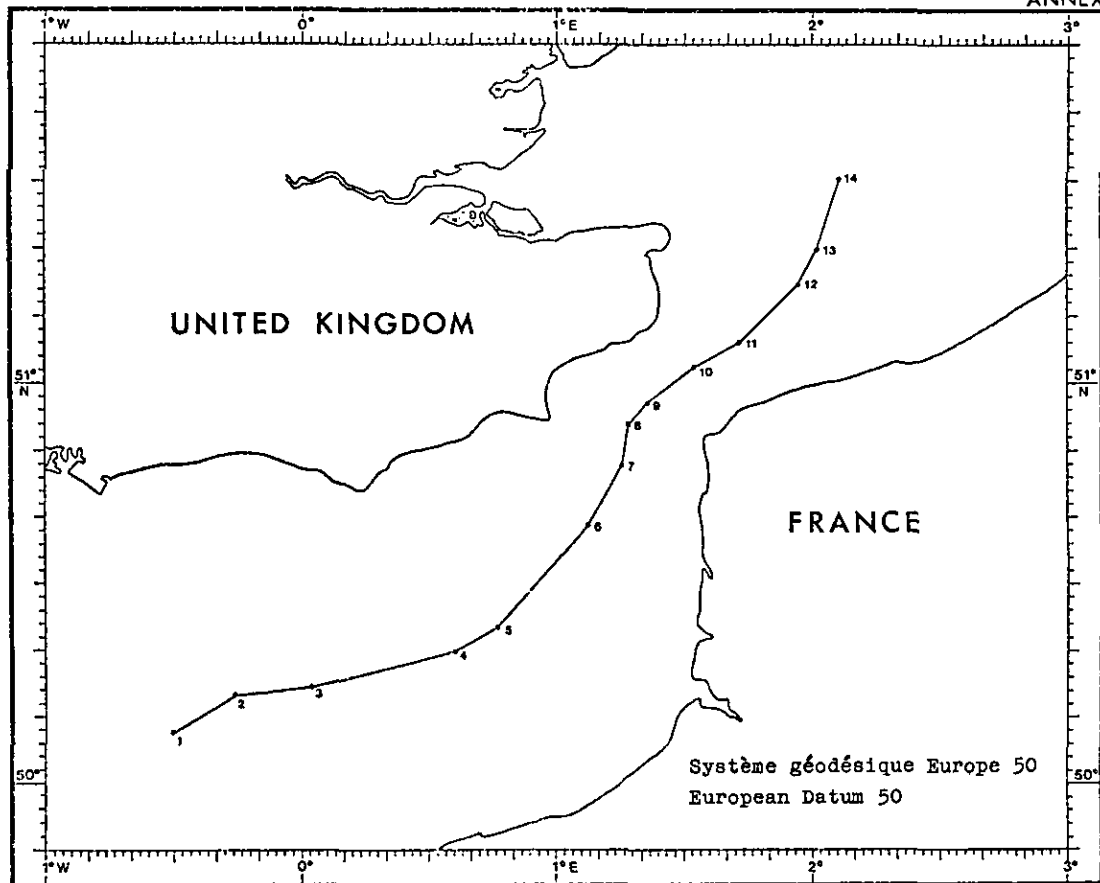 ANNEX
1° W 0° 1° E 2° 3°
14
13
12
UNITED KINGDOM
11
10
51° N
51° N
9
8
7
FRANCE
6
5
4
3
2
1
Système géodésique Europe 50
50°
50°
European Datum 50
1° W 0° 1° E 2° 3°